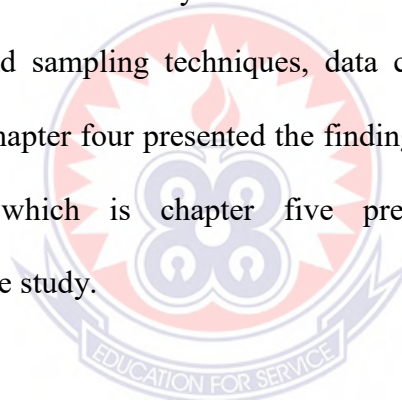 d sampling techniques, data c
hapter four presented the finding
which is chapter five pre
e study.
EDUCATION FOR SERVICE